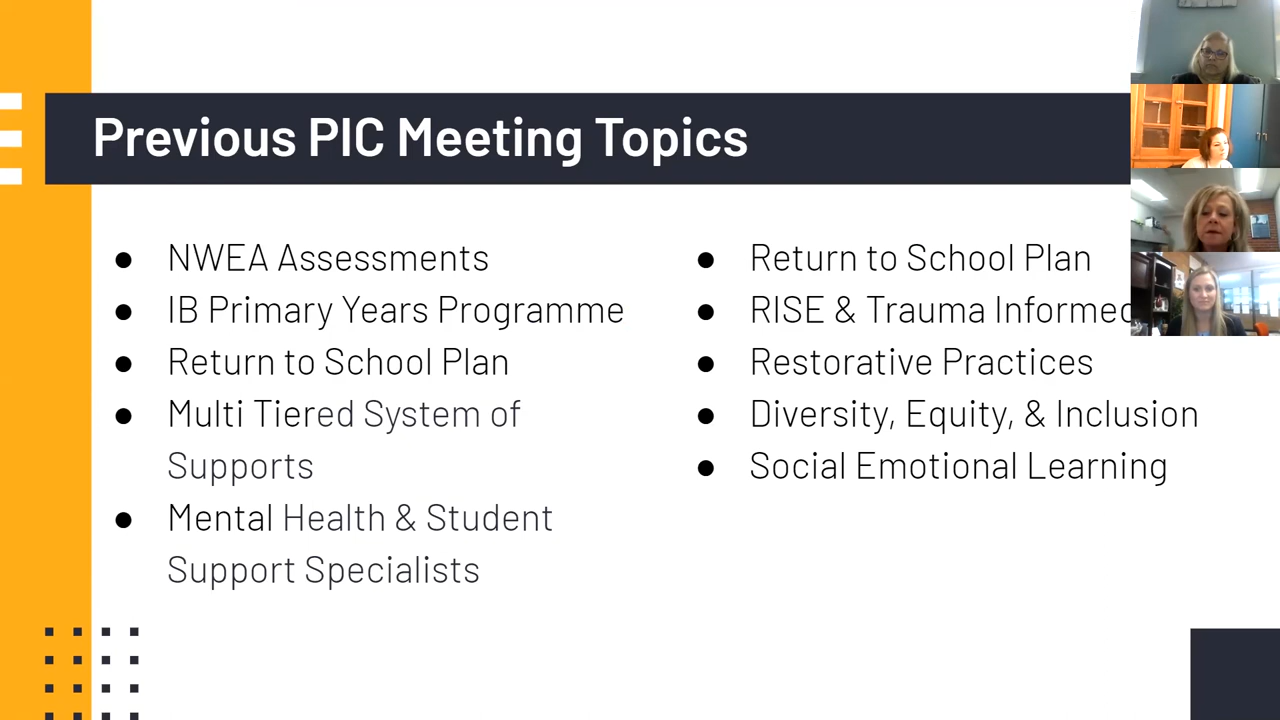 Previous PIC Meeting Topics
● NWEA Assessments
● IB Primary Years Programme
● Return to School Plan
● Multi Tiered System of
Supports
● Mental Health & Student
Support Specialists
● Return to School Plan
● RISE & Trauma Informed
● Restorative Practices
● Diversity, Equity, & Inclusion
● Social Emotional Learning